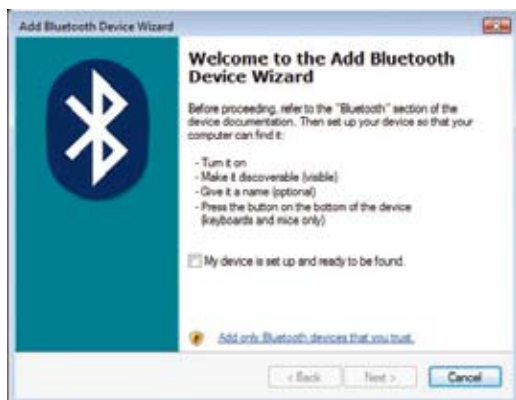 Add Bluetooth Device Wizard
Welcome to the Add Bluetooth
Device Wizard
Before proceeding, refer to the "Bluetooth" section of the
device documentation. Then set up your device so that your
computer can find it:
- Turn it on
- Make it discoverable (visible)
- Give it a name (optional)
- Press the button on the bottom of the device
(keyboards and mice only)
My device is set up and ready to be found.
Add only Bluetooth devices that you trust.
< Back Next > Cancel